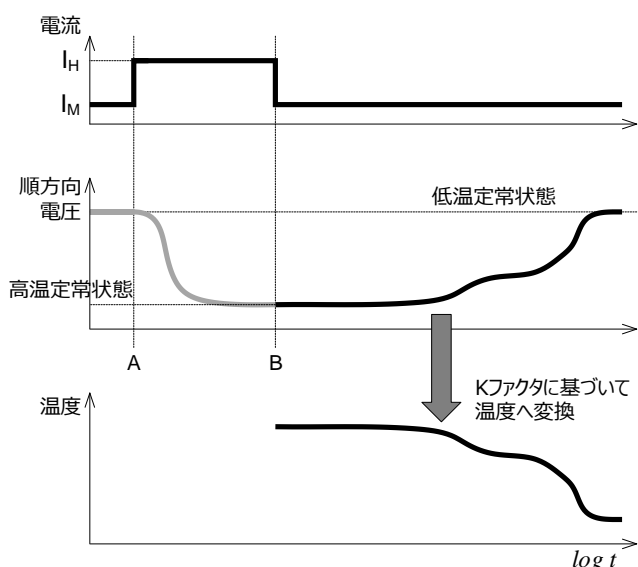 電流
I_H
I_M
順方向
電圧
低温定常状態
高温定常状態
A
B
Kファクタに基づいて
温度へ変換
温度
log t